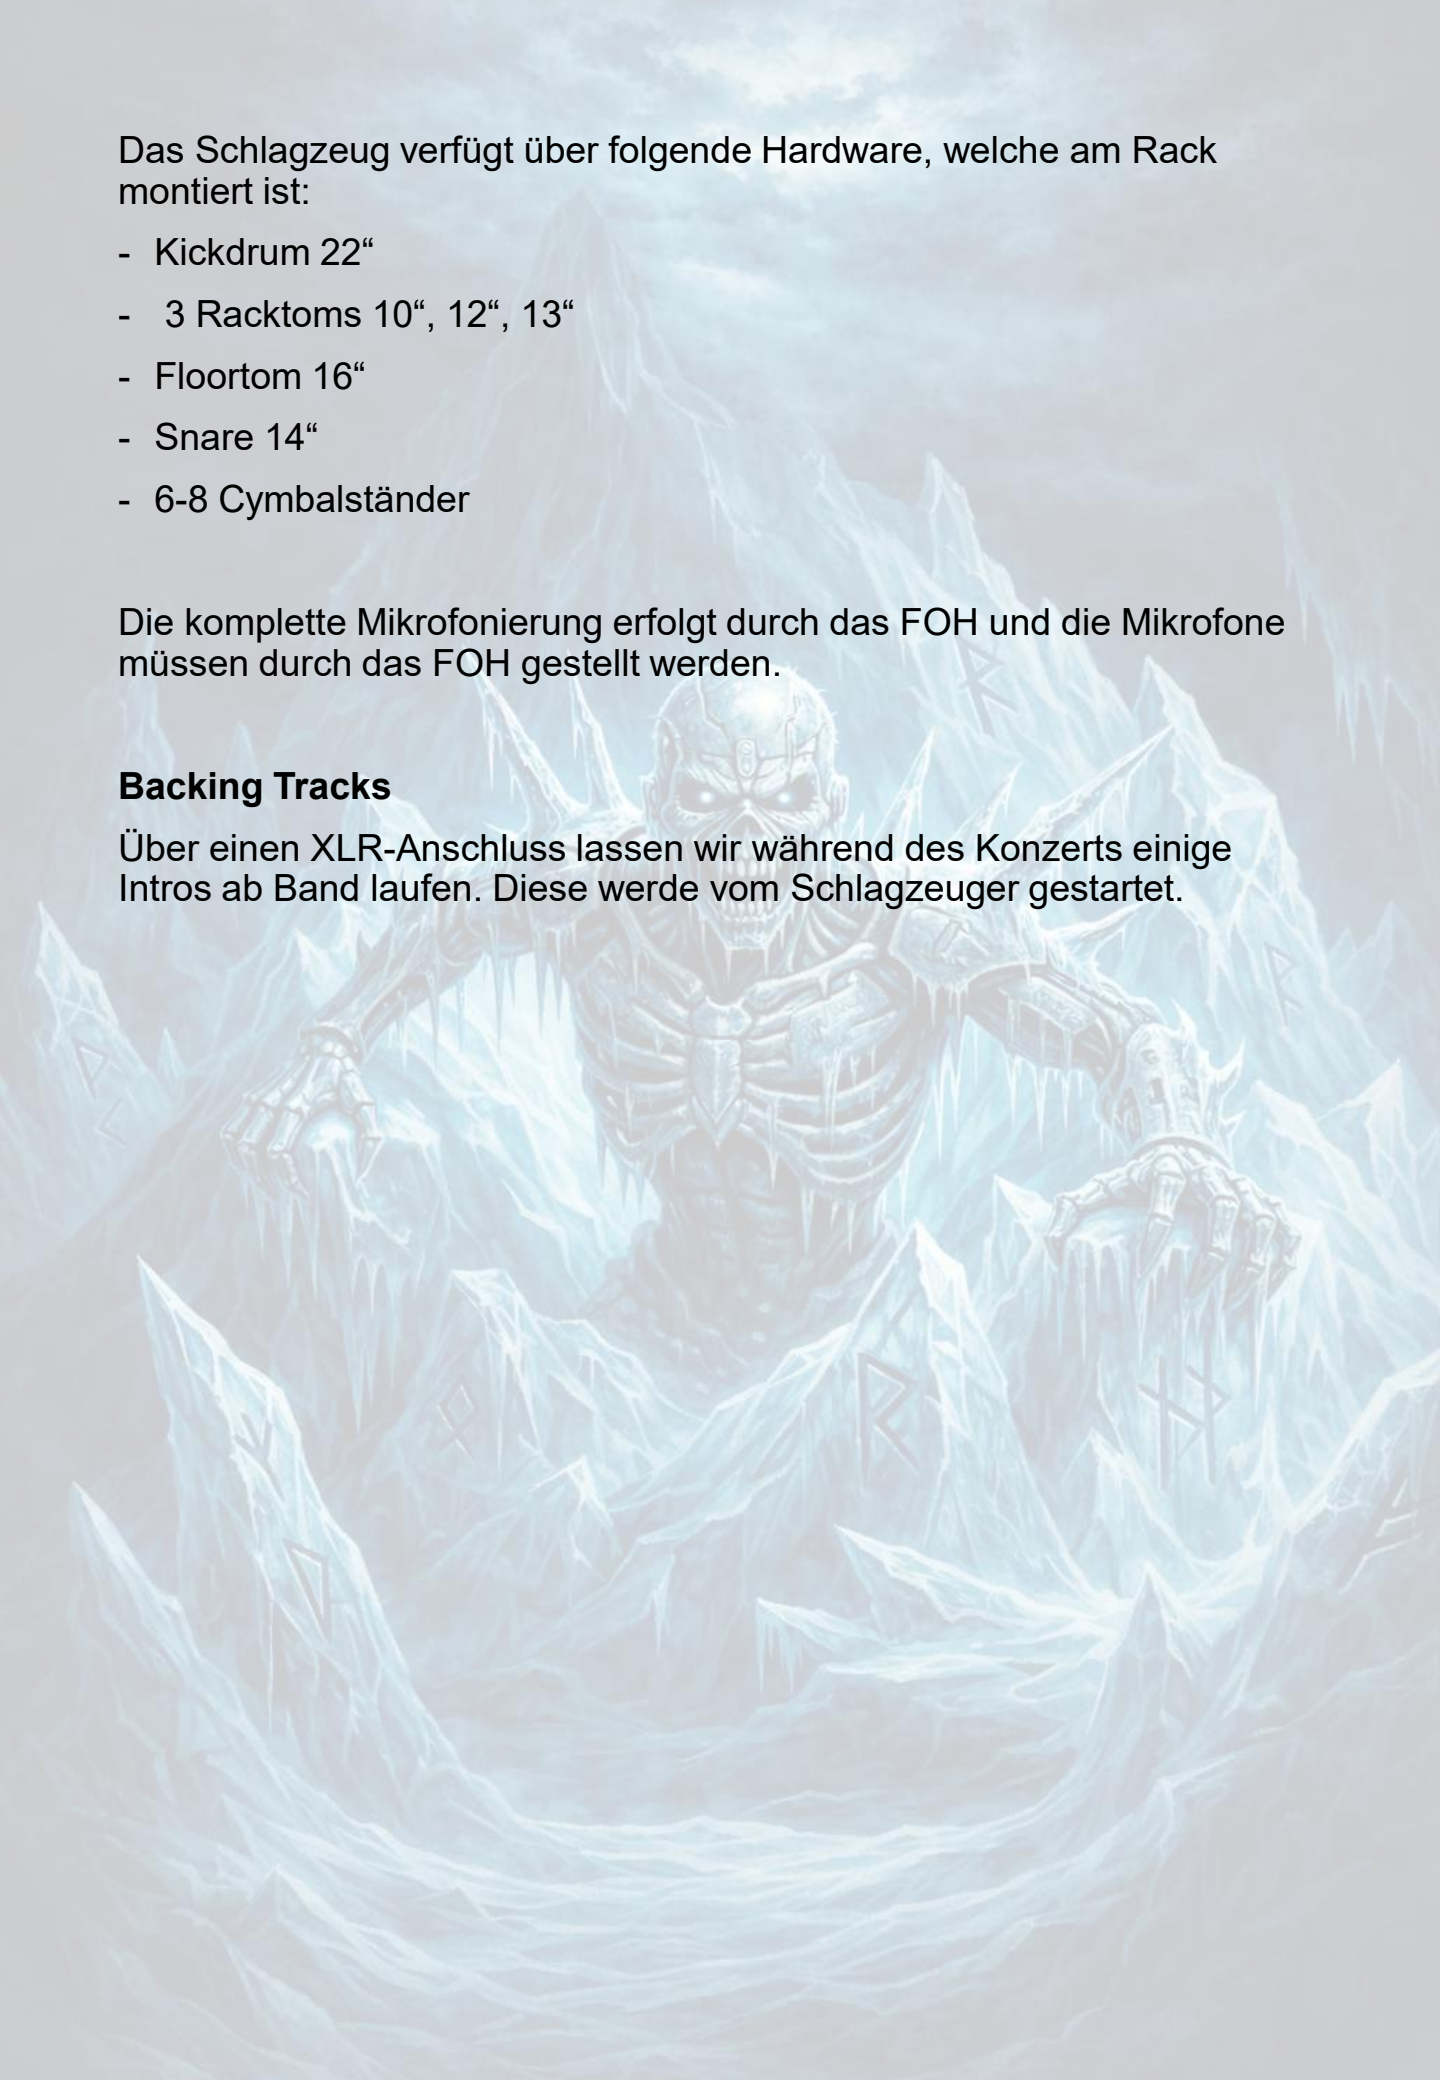 Das Schlagzeug verfügt über folgende Hardware, welche am Rack
montiert ist:
- Kickdrum 22“
- 3 Racktoms 10“, 12“, 13“
- Floortom 16“
- Snare 14“
- 6-8 Cymbalständer
Die komplette Mikrofonierung erfolgt durch das FOH und die Mikrofone
müssen durch das FOH gestellt werden.
Backing Tracks
Über einen XLR-Anschluss lassen wir während des Konzerts einige
Intros ab Band laufen. Diese werde vom Schlagzeuger gestartet.